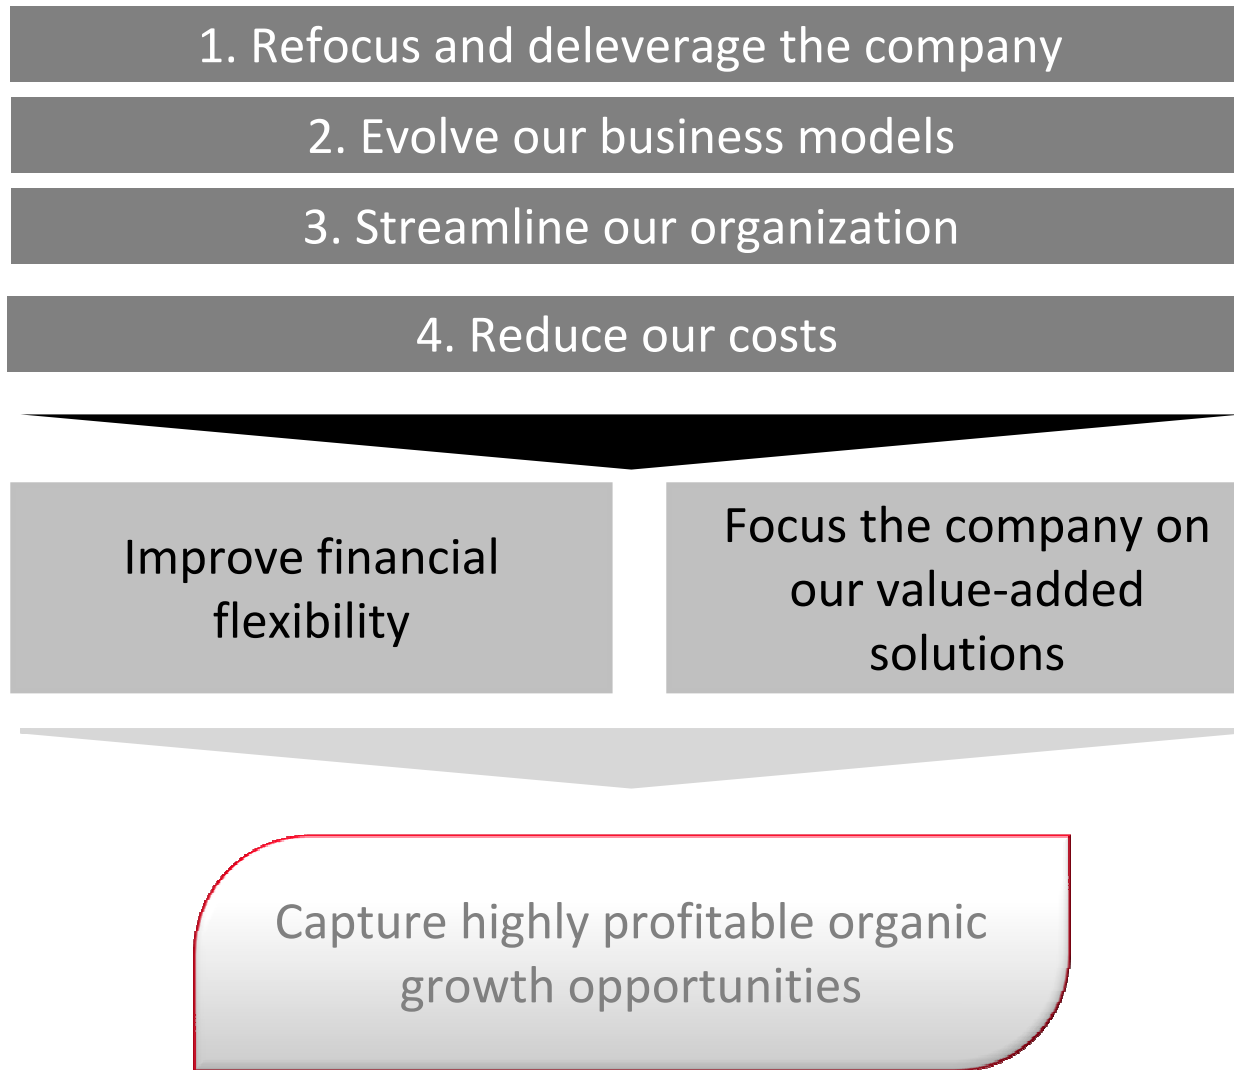 1. Refocus and deleverage the company
2. Evolve our business models
3. Streamline our organization
4. Reduce our costs
Improve financial
flexibility
Focus the company on
our value-added
solutions
Capture highly profitable organic
growth opportunities